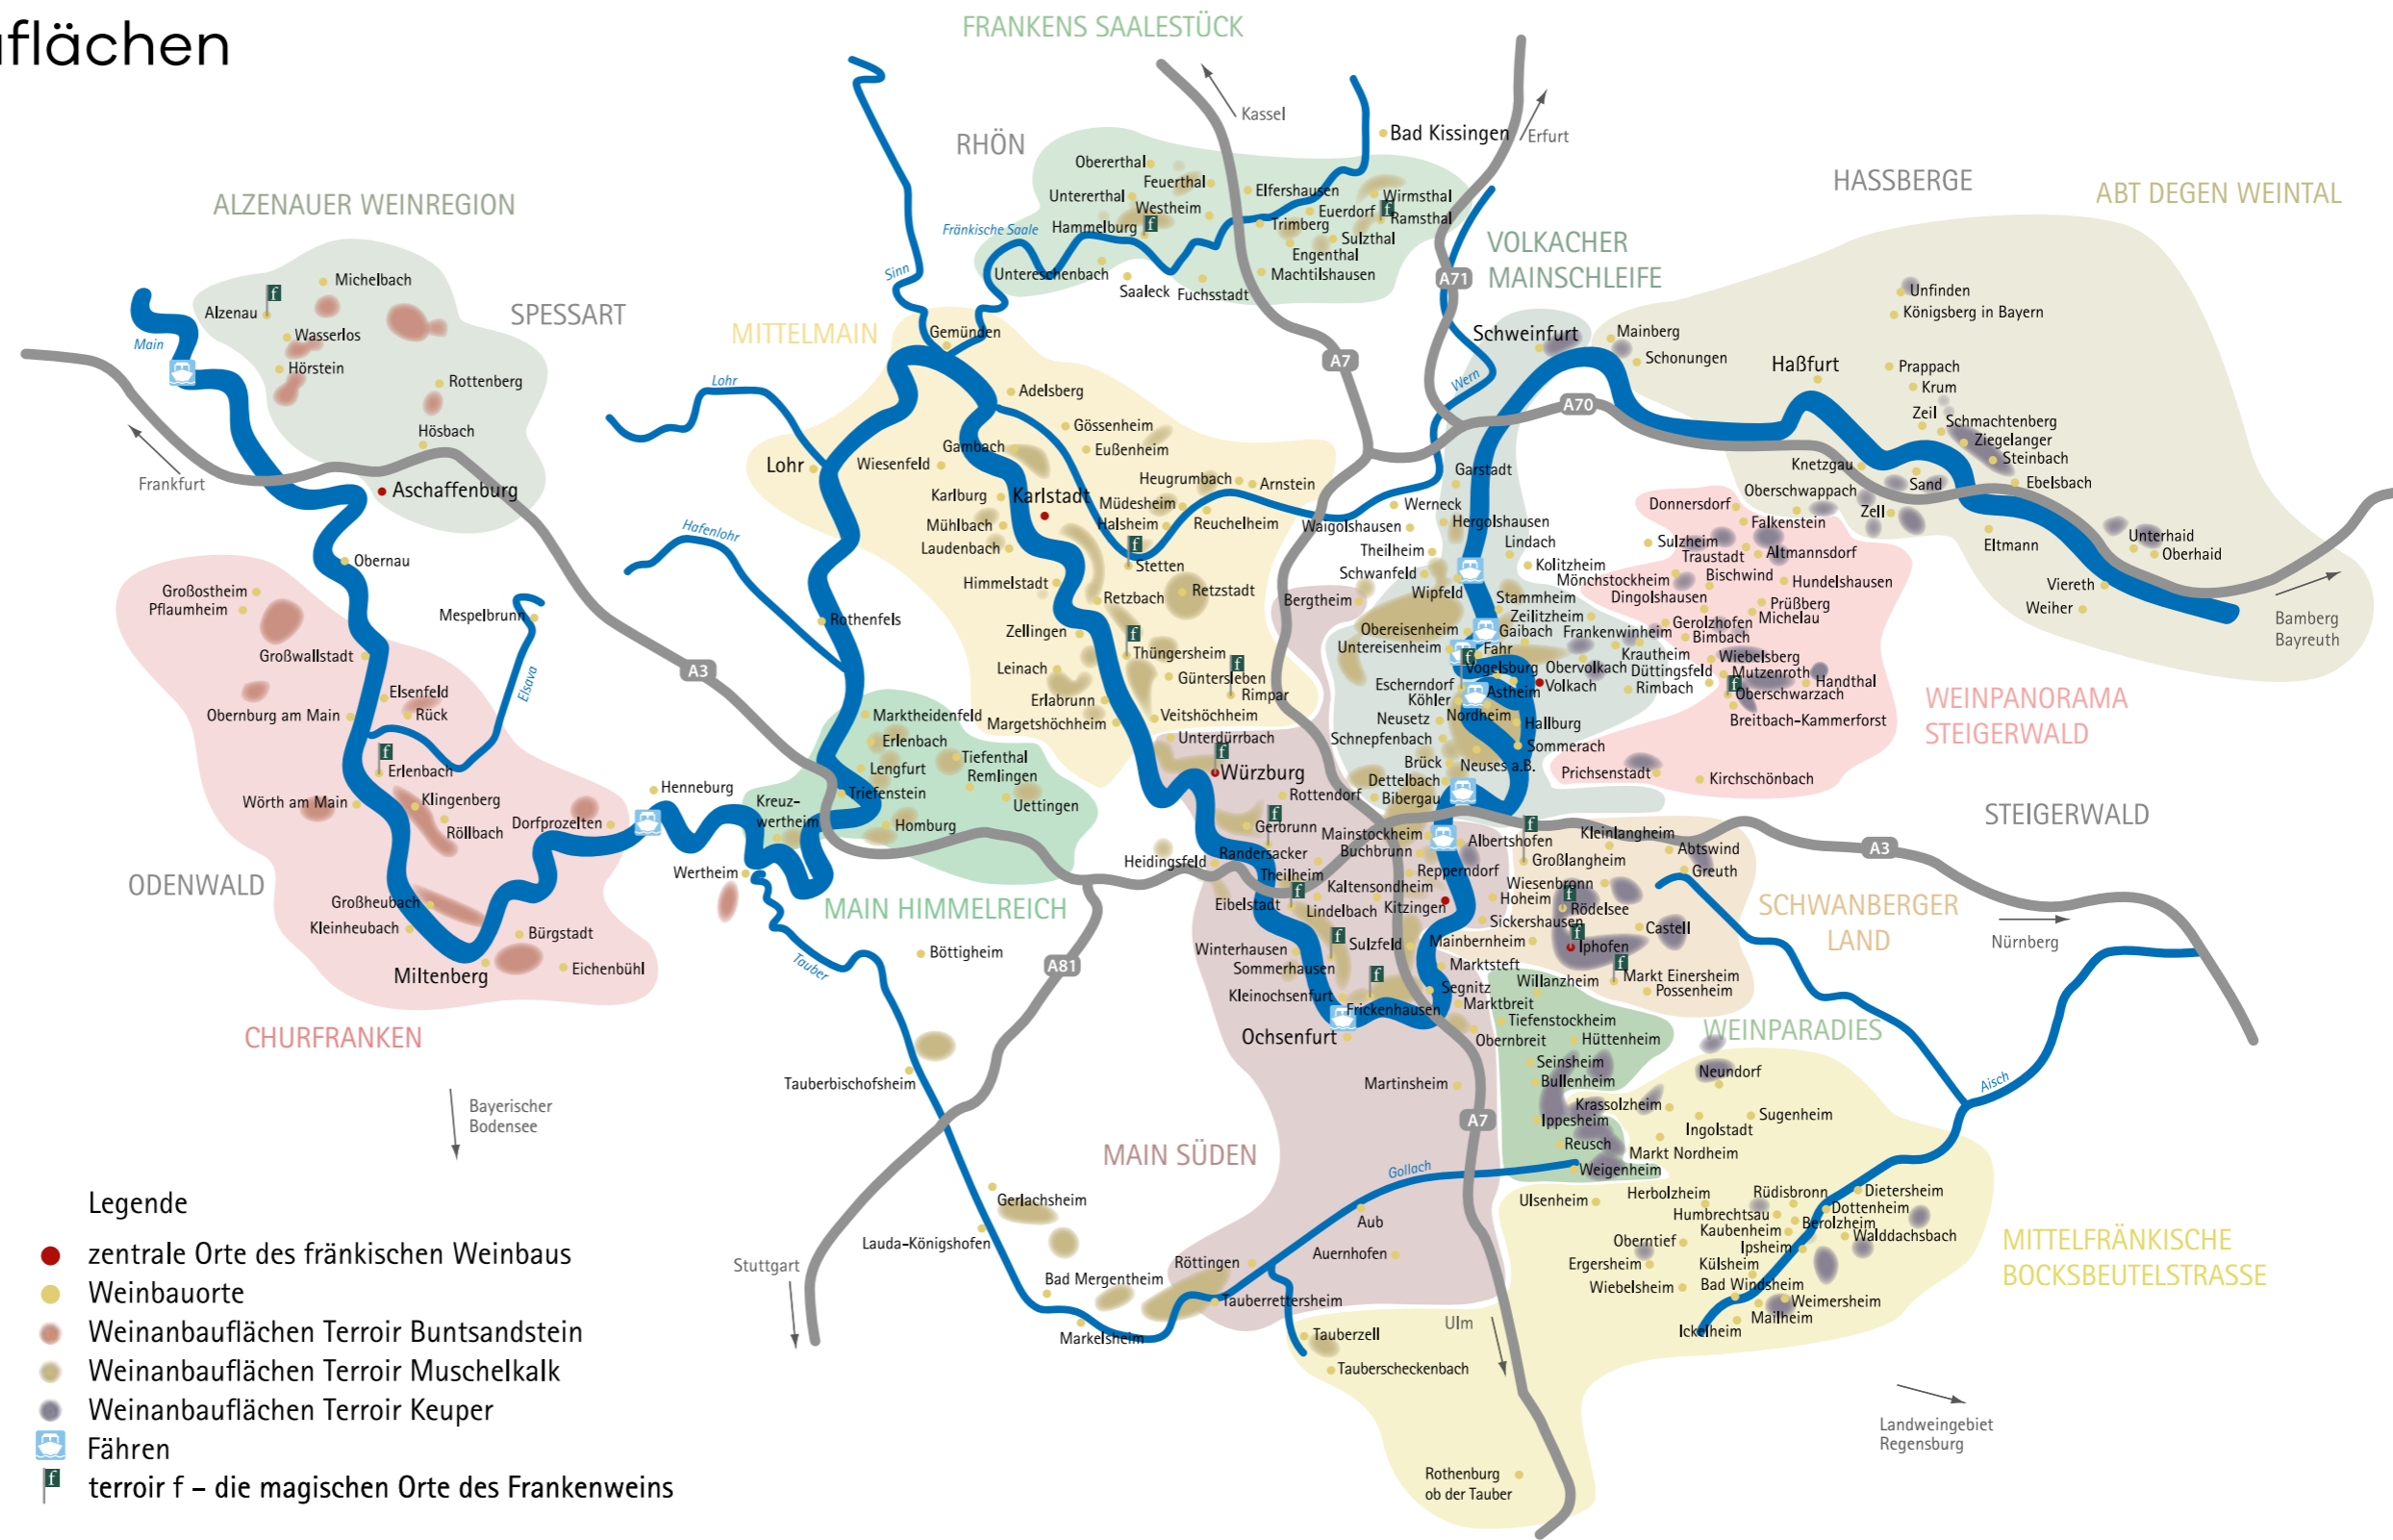 flächen
FRANKENS SAALESTÜCK
Kassel
Erfurt
RHÖN
Bad Kissingen
Obererthal
Feuerthal
Elfershausen
Wirmsthal
Untererthal
Westheim
Euerdorf
Ramsthal
Hammelburg
Trimberg
Sulzthal
Engenthal
Fränkische Saale
Untereschenbach
Machtilshausen
Saaleck
Fuchsstadt
Sinn
HASSBERGE
ABT DEGEN WEINTAL
ALZENAUER WEINREGION
Michelbach
Alzenau
Wasserlos
Hörstein
Rottenberg
Hösbach
Main
SPESSART
Frankfurt
Aschaffenburg
VOLKACHER
MAINSCHLEIFE
A71
A7
A70
Wern
Schweinfurt
Mainberg
Schonungen
Haßfurt
Unfinden
Königsberg in Bayern
Prappach
Krum
Zeil
Schmachtenberg
Ziegelanger
Steinbach
Knetzgau
Sand
Ebelsbach
Oberschwappach
Zell
Eltmann
Unterhaid
Oberhaid
Viereth
Weiher
Bamberg
Bayreuth
MITTELMAIN
Gemünden
Lohr
Adelsberg
Gössenheim
Eußenheim
Gambach
Lohr
Wiesenfeld
Heugrumbach
Arnstein
Karlburg
Karlstadt
Müdesheim
Mühlbach
Halsheim
Reuchelheim
Laudenbach
Stetten
Himmelstadt
Retzbach
Retzstadt
Zellingen
Thüngersheim
Leinach
Güntersleben
Rimpar
Erlabrunn
Margetshöchheim
Veitshöchheim
Hafenlohr
Rothenfels
Garstadt
Werneck
Waigolshausen
Hergolshausen
Theilheim
Lindach
Schwanfeld
Kolitzheim
Wipfeld
Bergtheim
Stammheim
Zeilitzheim
Obereisenheim
Gaibach
Frankenwinheim
Untereisenheim
Fahr
Krautheim
Vogelsburg
Obervolkach
Düttingsfeld
Escherndorf
Astheim
Volkach
Rimbach
Köhler
Nordheim
Neusetz
Hallburg
Schnepfenbach
Sommerach
Brück
Neuses a.B.
Dettelbach
Bibergau
Donnersdorf
Falkenstein
Sulzheim
Traustadt
Altmannsdorf
Mönchstockheim
Bischwind
Hundelshausen
Dingolshausen
Prüßberg
Gerolzhofen
Michelau
Bimbach
Wiebelsberg
Mutzenroth
Handthal
Oberschwarzach
Breitbach-Kammerforst
Prichsenstadt
Kirchschönbach
WEINPANORAMA
STEIGERWALD
STEIGERWALD
Obernau
Großostheim
Pflaumheim
Mespelbrunn
Großwallstadt
Elsava
Elsenfeld
Obernburg am Main
Rück
Erlenbach
Wörth am Main
Klingenberg
Röllbach
Dorfprozelten
Henneburg
ODENWALD
Großheubach
Kleinheubach
Bürgstadt
Miltenberg
Eichenbühl
CHURFRANKEN
A3
Marktheidenfeld
Erlenbach
Tiefenthal
Lengfurt
Remlingen
Triefenstein
Uettingen
Kreuz-
wertheim
Homburg
Wertheim
MAIN HIMMELREICH
Tauber
Böttigheim
A81
Unterdürrbach
Würzburg
Rottendorf
Gerbrunn
Mainstockheim
Randersacker
Buchbrunn
Heidingsfeld
Theilheim
Repperndorf
Kaltensondheim
Eibelstadt
Lindelbach
Kitzingen
Winterhausen
Sulzfeld
Sommerhausen
Kleinochsenfurt
Frickenhausen
Ochsenfurt
Albertshofen
Kleinlangheim
Großlangheim
Abtswind
Wiesenbronn
Greuth
Hoheim
Rödelsee
Sickershausen
Mainbernheim
Iphofen
Castell
Marktsteft
Willanzheim
Markt Einersheim
Segnitz
Possenheim
Marktbreit
SCHWANBERGER
LAND
A3
Nürnberg
Tiefenstockheim
WEINPARADIES
Obernbreit
Hüttenheim
Seinsheim
Bullenheim
Martinsheim
Ippesheim
Reusch
Weigenheim
A7
Neundorf
Krassolzheim
Sugenheim
Ingolstadt
Markt Nordheim
Aisch
Tauberbischofsheim
MAIN SÜDEN
Gollach
Gerlachsheim
Lauda-Königshofen
Bad Mergentheim
Markelsheim
Aub
Auernhofen
Röttingen
Tauberrettersheim
Ulsenheim
Herbolzheim
Rüdisbronn
Dietersheim
Humbrechtsau
Dottenheim
Kaubenheim
Berolzheim
Oberntief
Ipsheim
Walddachsbach
Ergersheim
Külsheim
Wiebelsheim
Bad Windsheim
Weimersheim
Mailheim
Ickelheim
MITTELFRÄNKISCHE
BOCKSBEUTELSTRASSE
Tauberzell
Tauberscheckenbach
Ulm
Rothenburg
ob der Tauber
Landweingebiet
Regensburg
Stuttgart
Bayerischer
Bodensee
Legende
zentrale Orte des fränkischen Weinbaus
Weinbauorte
Weinanbauflächen Terroir Buntsandstein
Weinanbauflächen Terroir Muschelkalk
Weinanbauflächen Terroir Keuper
Fähren
f terroir f – die magischen Orte des Frankenweins